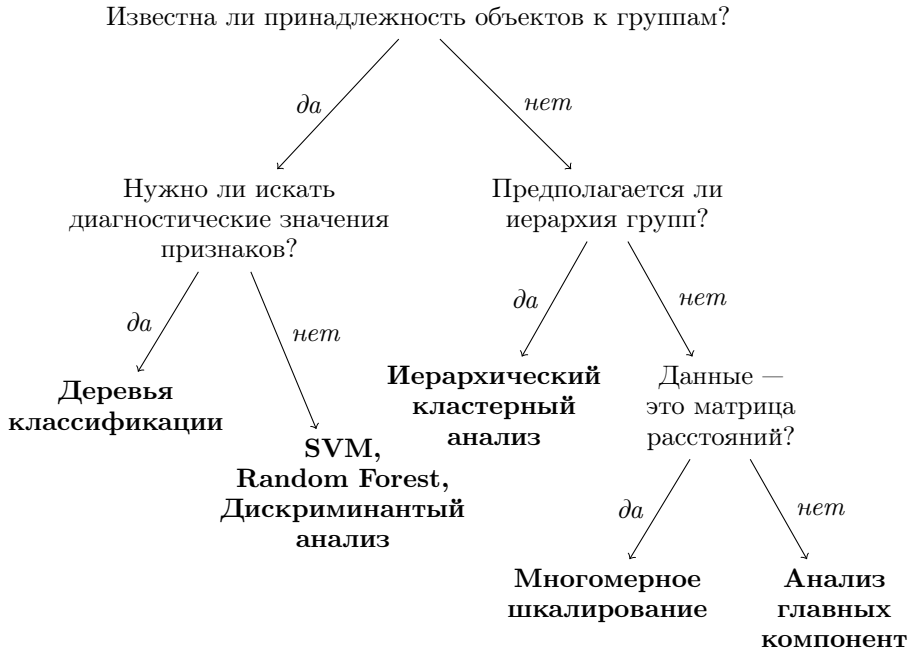 Известна ли принадлежность объектов к группам?
да
нет
Нужно ли искать
диагностические значения
признаков?
Предполагается ли
иерархия групп?
да
нет
да
нет
Деревья
классификации
SVM,
Random Forest,
Дискриминантый
анализ
Иерархический
кластерный
анализ
Данные —
это матрица
расстояний?
да
нет
Многомерное
шкалирование
Анализ
главных
компонент